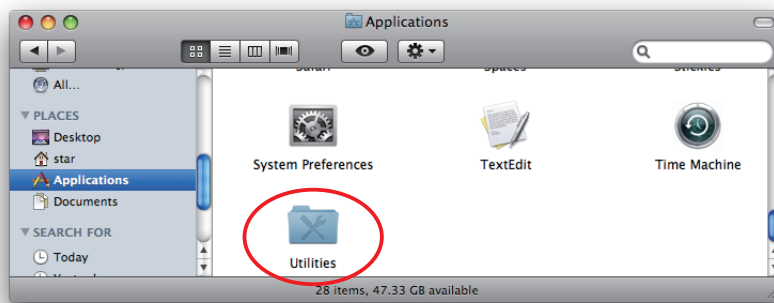 Applications
All...
PLACES
Desktop
star
Applications
Documents
SEARCH FOR
Today
System Preferences
TextEdit
Time Machine
Utilities
28 items, 47.33 GB available